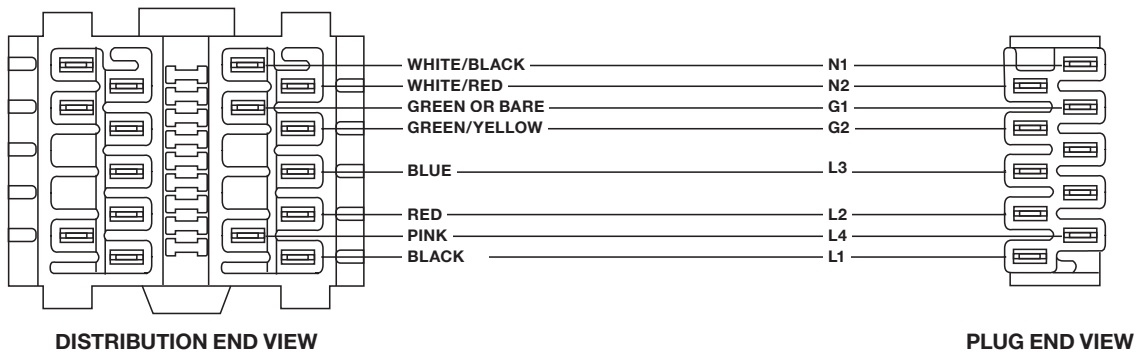 WHITE/BLACK N1
WHITE/RED N2
GREEN OR BARE G1
GREEN/YELLOW G2
BLUE L3
RED L2
PINK L4
BLACK L1
DISTRIBUTION END VIEW PLUG END VIEW